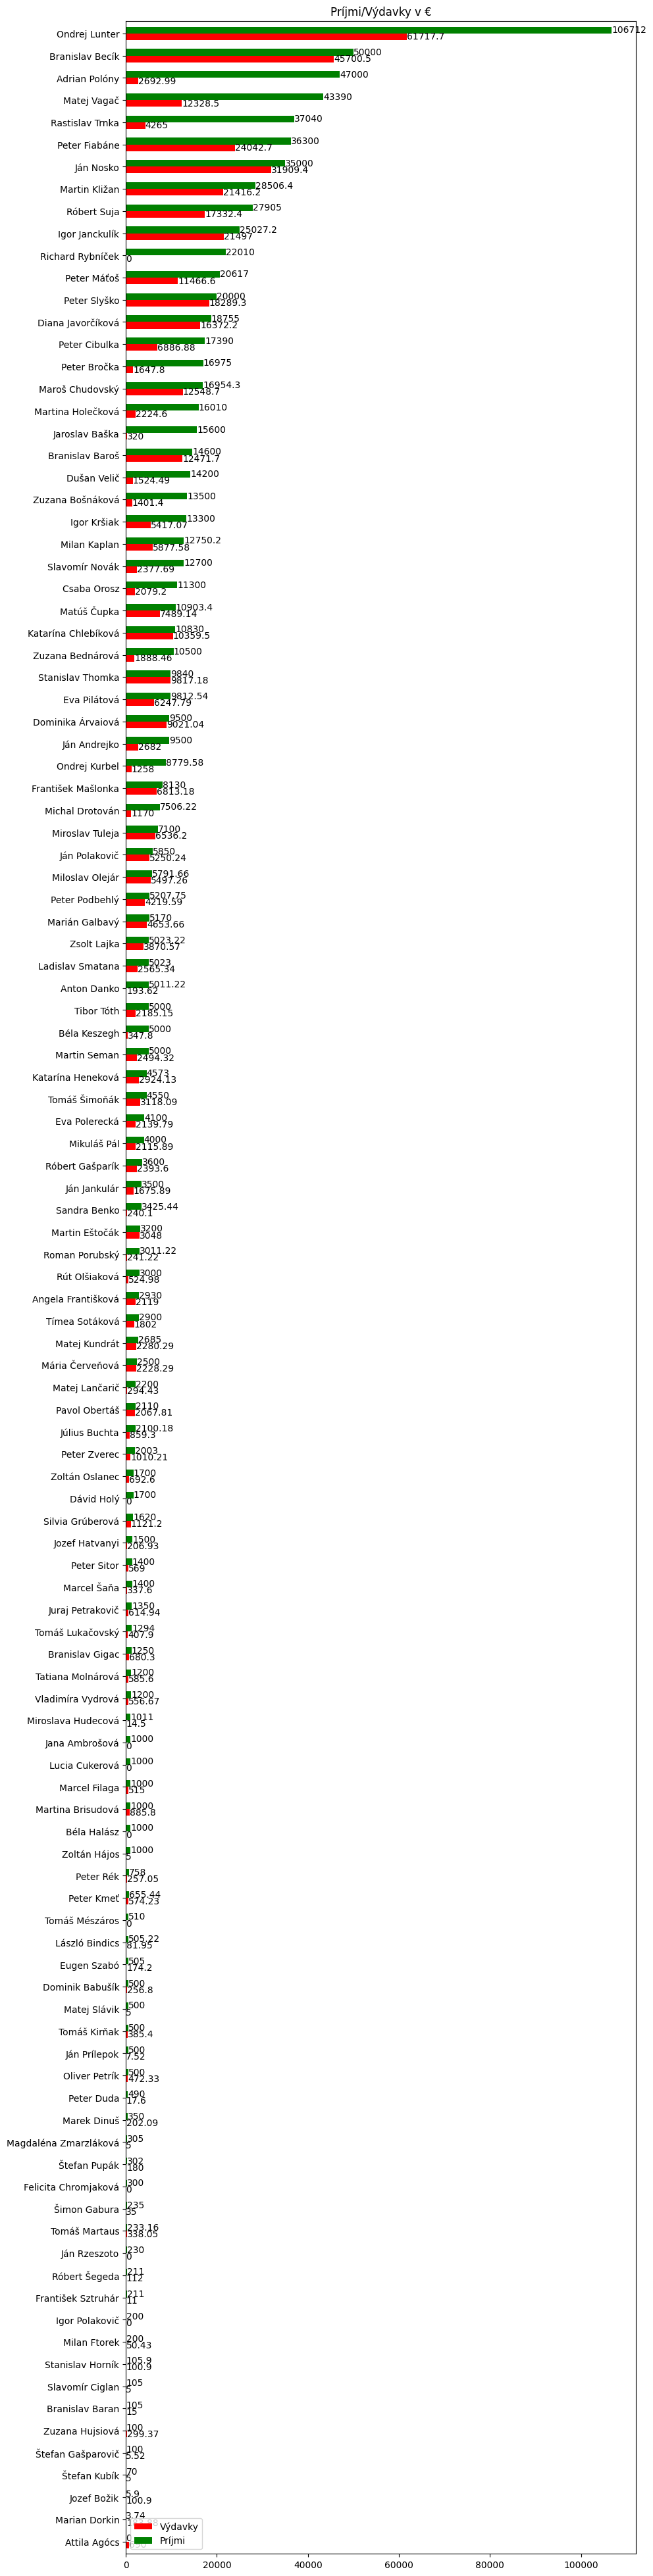 Príjmi/Výdavky v €
Ondrej Lunter 106712 61717.7
Branislav Becík 50000 45700.5
Adrian Polóny 47000 2692.99
Matej Vagač 43390 12328.5
Rastislav Trnka 37040 4265
Peter Fiabáne 36300 24042.7
Ján Nosko 35000 31909.4
Martin Kližan 28506.4 21416.2
Róbert Suja 27905 17332.4
Igor Janckulík 25027.2 21497
Richard Rybníček 22010 0
Peter Máťoš 20617 11466.6
Peter Slyško 20000 18289.3
Diana Javorčíková 18755 16372.2
Peter Cibulka 17390 6886.88
Peter Bročka 16975 1647.8
Maroš Chudovský 16954.3 12548.7
Martina Holečková 16010 2224.6
Jaroslav Baška 15600 320
Branislav Baroš 14600 12471.7
Dušan Velič 14200 1524.49
Zuzana Bošnáková 13500 1401.4
Igor Kršiak 13300 5417.07
Milan Kaplan 12750.2 5877.58
Slavomír Novák 12700 2377.69
Csaba Orosz 11300 2079.2
Matúš Čupka 10903.4 7489.14
Katarína Chlebíková 10830 10359.5
Zuzana Bednárová 10500 1888.46
Stanislav Thomka 9840 9817.18
Eva Pilátová 9812.54 6247.79
Dominika Árvaiová 9500 9021.04
Ján Andrejko 9500 2682
Ondrej Kurbel 8779.58 1258
František Mašlonka 8130 6813.18
Michal Drotován 7506.22 1170
Miroslav Tuleja 7100 6536.2
Ján Polakovič 5850 5250.24
Miloslav Olejár 5791.66 5497.26
Peter Podbehlý 5207.75 4219.59
Marián Galbavý 5170 4653.66
Zsolt Lajka 5023.22 3870.57
Ladislav Smatana 5023 2565.34
Anton Danko 5011.22 193.62
Tibor Tóth 5000 2185.15
Béla Keszegh 5000 347.8
Martin Seman 5000 2494.32
Katarína Heneková 4573 2924.13
Tomáš Šimoňák 4550 3118.09
Eva Polerecká 4100 2139.79
Mikuláš Pál 4000 2115.89
Róbert Gašparík 3600 2393.6
Ján Jankulár 3500 1675.89
Sandra Benko 3425.44 240.1
Martin Eštočák 3200 3048
Roman Porubský 3011.22 241.22
Rút Olšiaková 3000 524.98
Angela Františková 2930 2119
Tímea Sotáková 2900 1802
Matej Kundrát 2685 2280.29
Mária Červeňová 2500 2228.29
Matej Lančarič 2200 294.43
Pavol Obertáš 2110 2067.81
Július Buchta 2100.18 859.3
Peter Zverec 2003 1010.21
Zoltán Oslanec 1700 692.6
Dávid Holý 1700 0
Silvia Grúberová 1620 1121.2
Jozef Hatvanyi 1500 206.93
Peter Sitor 1400 569
Marcel Šaňa 1400 337.6
Juraj Petrakovič 1350 614.94
Tomáš Lukačovský 1294 407.9
Branislav Gigac 1250 680.3
Tatiana Molnárová 1200 585.6
Vladimíra Vydrová 1200 556.67
Miroslava Hudecová 1011 14.5
Jana Ambrošová 1000 0
Lucia Cukerová 1000 0
Marcel Filaga 1000 515
Martina Brisudová 1000 885.8
Béla Halász 1000 0
Zoltán Hájos 1000 5
Peter Rék 758 257.05
Peter Kmeť 655.44 574.23
Tomáš Mészáros 510 0
László Bindics 505.22 81.95
Eugen Szabó 505 174.2
Dominik Babušík 500 256.8
Matej Slávik 500 5
Tomáš Kirňak 500 385.4
Ján Prílepok 500 7.52
Oliver Petrík 500 472.33
Peter Duda 490 17.6
Marek Dinuš 350 202.09
Magdaléna Zmarzláková 305 5
Štefan Pupák 302 180
Felicita Chromjaková 300 0
Šimon Gabura 235 35
Tomáš Martaus 233.16 338.05
Ján Rzeszoto 230 0
Róbert Šegeda 211 112
František Sztruhár 211 11
Igor Polakovič 200 0
Milan Ftorek 200 50.43
Stanislav Horník 105.9 100.9
Slavomír Ciglan 105 5
Branislav Baran 105 15
Zuzana Hujsiová 100 299.37
Štefan Gašparovič 100 5.52
Štefan Kubík 70 5
Jozef Božik 5.9 100.9
Marian Dorkin 3.74
Attila Agócs 0
Výdavky
Príjmi
0 20000 40000 60000 80000 100000